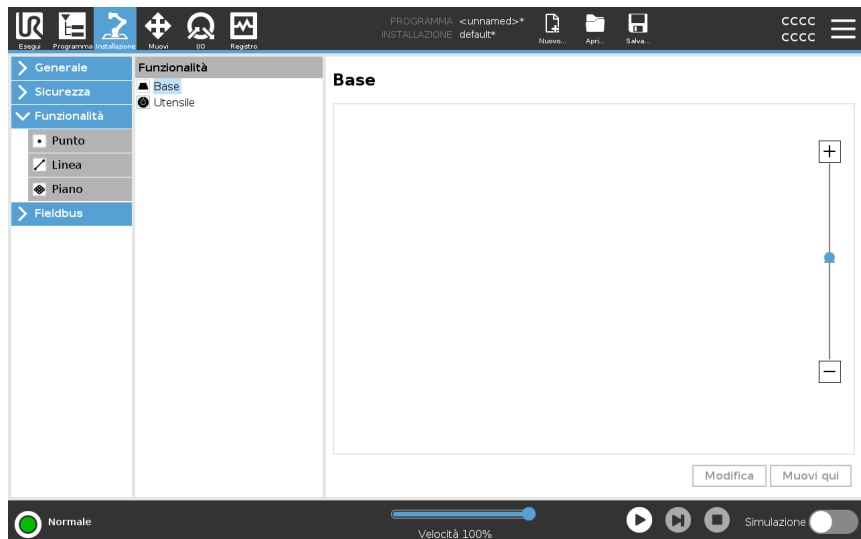 PROGRAMMA <unnamed>*
INSTALLAZIONE default*
Esegui Programma Installazione Muovi I/O Registro
Nuovo... Apri... Salva...
CCCC
CCCC
Generale
Sicurezza
Funzionalità
Punto
Linea
Piano
Fieldbus
Funzionalità
Base
Utensile
Base
Modifica Muovi qui
Normale
Velocità 100%
Simulazione